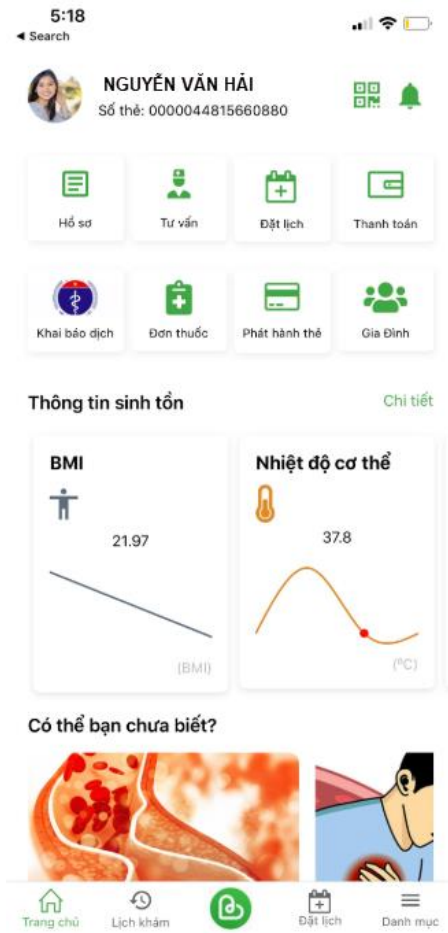 5:18
◀ Search
NGUYỄN VĂN HẢI
Số thẻ: 0000044815660880
Hồ sơ
Tư vấn
Đặt lịch
Thanh toán
Khai báo dịch
Đơn thuốc
Phát hành thẻ
Gia Đình
Thông tin sinh tồn
Chi tiết
BMI
Nhiệt độ cơ thể
21.97
37.8
(BMI)
(ºC)
Có thể bạn chưa biết?
Trang chủ
Lịch khám
Đặt lịch
Danh mục